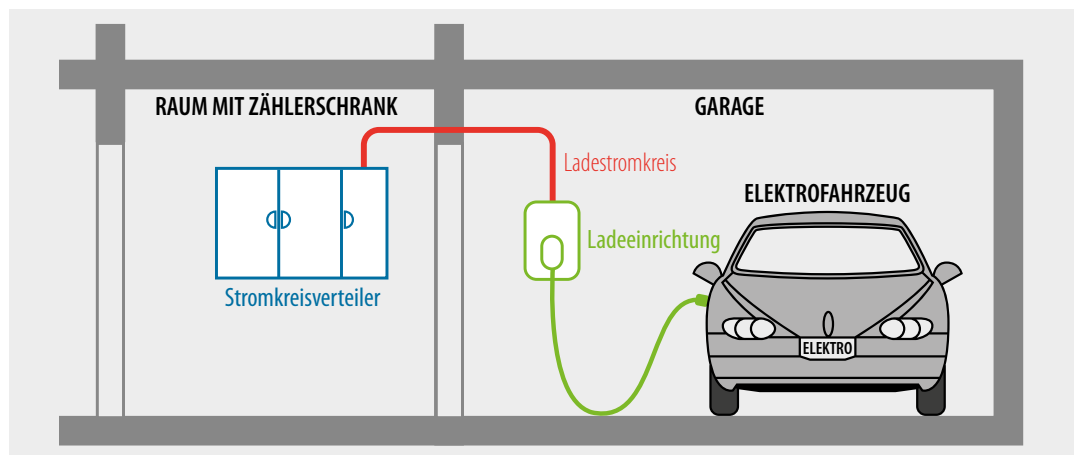 RAUM MIT ZÄHLERSCHRANK
GARAGE
Ladestromkreis
ELEKTROFAHRZEUG
Ladeeinrichtung
Stromkreisverteiler
ELEKTRO